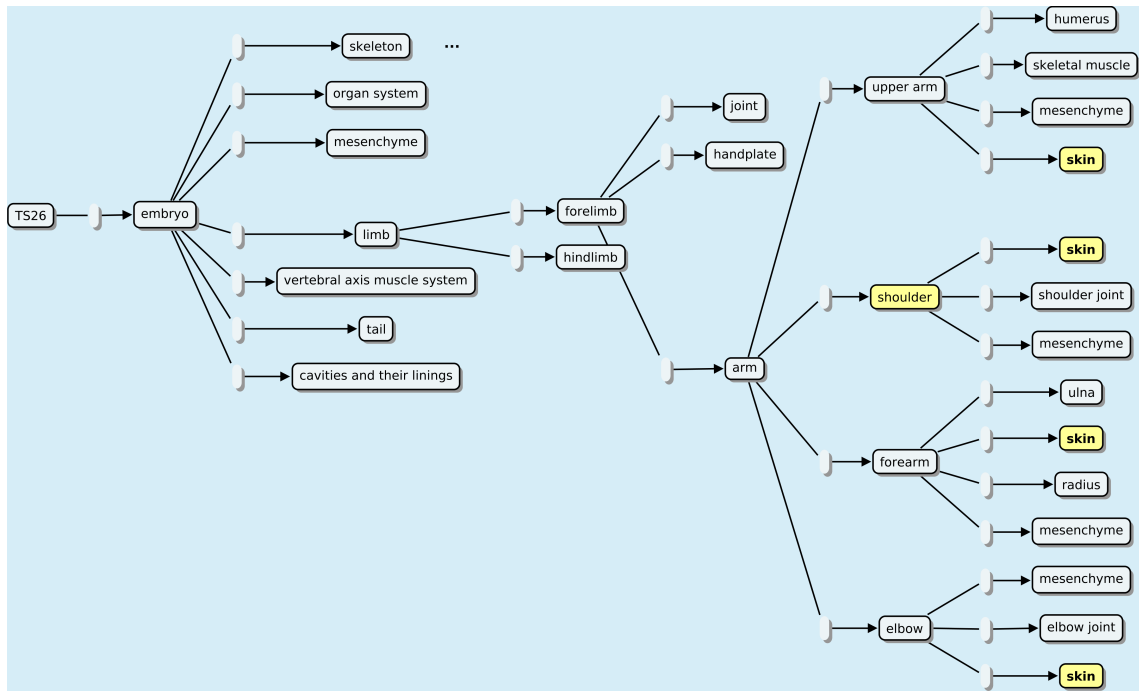 TS26
embryo
skeleton
...
organ system
mesenchyme
limb
vertebral axis muscle system
tail
cavities and their linings
forelimb
hindlimb
joint
handplate
arm
upper arm
humerus
skeletal muscle
mesenchyme
skin
shoulder
skin
shoulder joint
mesenchyme
forearm
ulna
skin
radius
mesenchyme
elbow
mesenchyme
elbow joint
skin